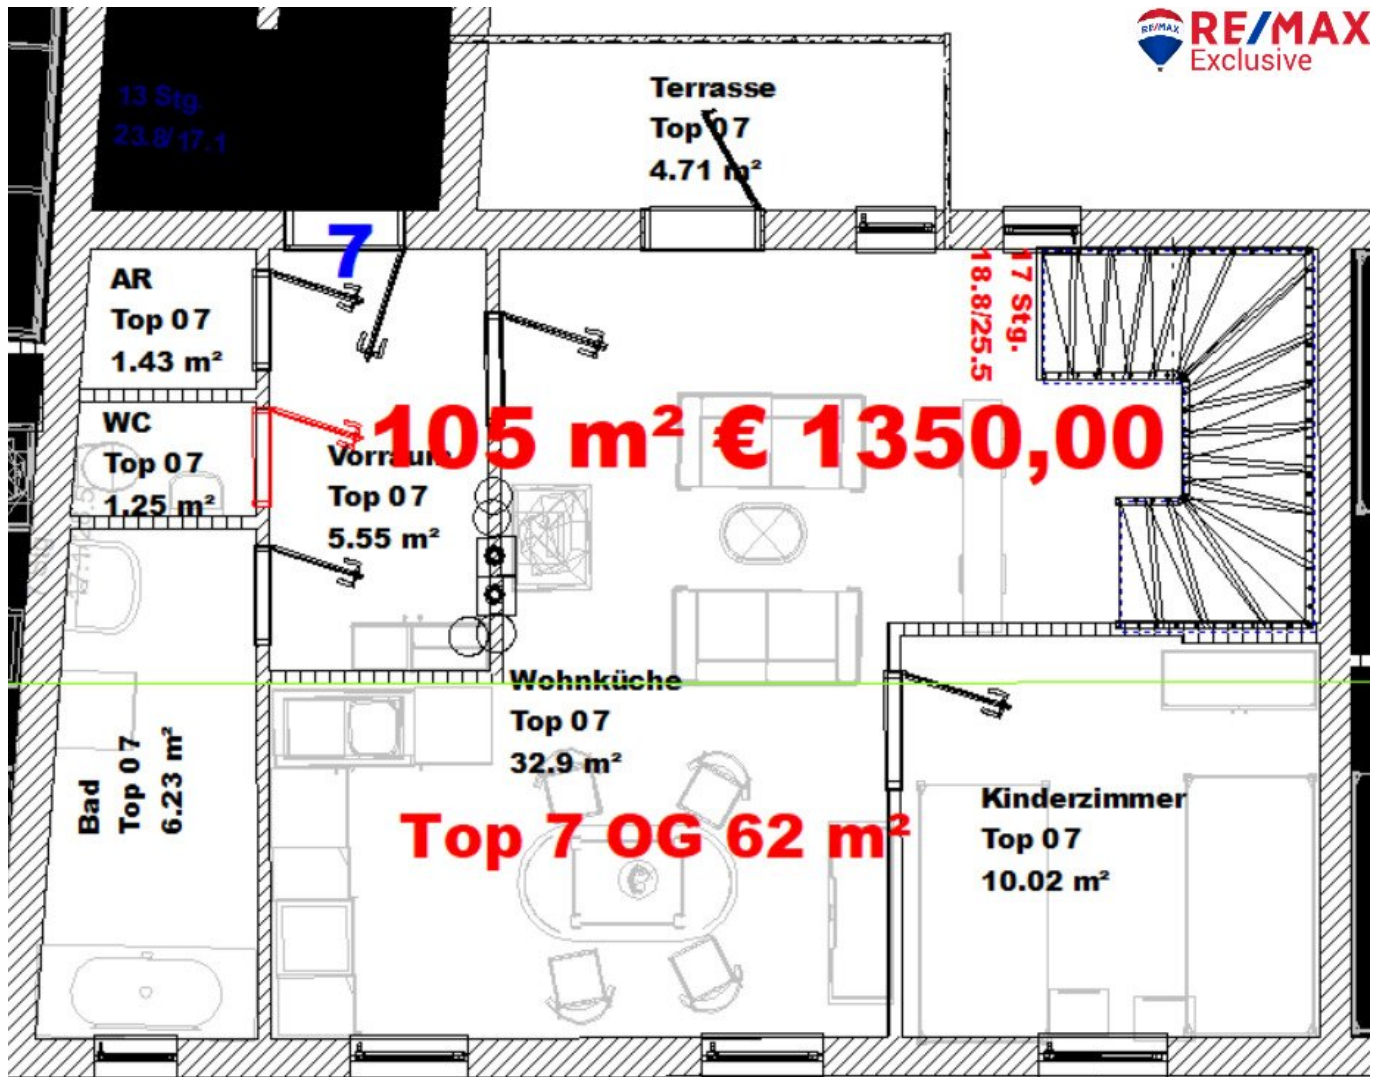 RE/MAX
RE/MAX
Exclusive
13 Stg.
23.8/17.1
Terrasse
Top 07
4.71 m²
7
17 Stg.
18.8/25.5
AR
Top 07
1.43 m²
105 m² € 1350,00
WC
Top 07
1.25 m²
Vorraum
Top 07
5.55 m²
Wohnküche
Top 07
32.9 m²
Bad
Top 07
6.23 m²
Top 7 OG 62 m²
Kinderzimmer
Top 07
10.02 m²